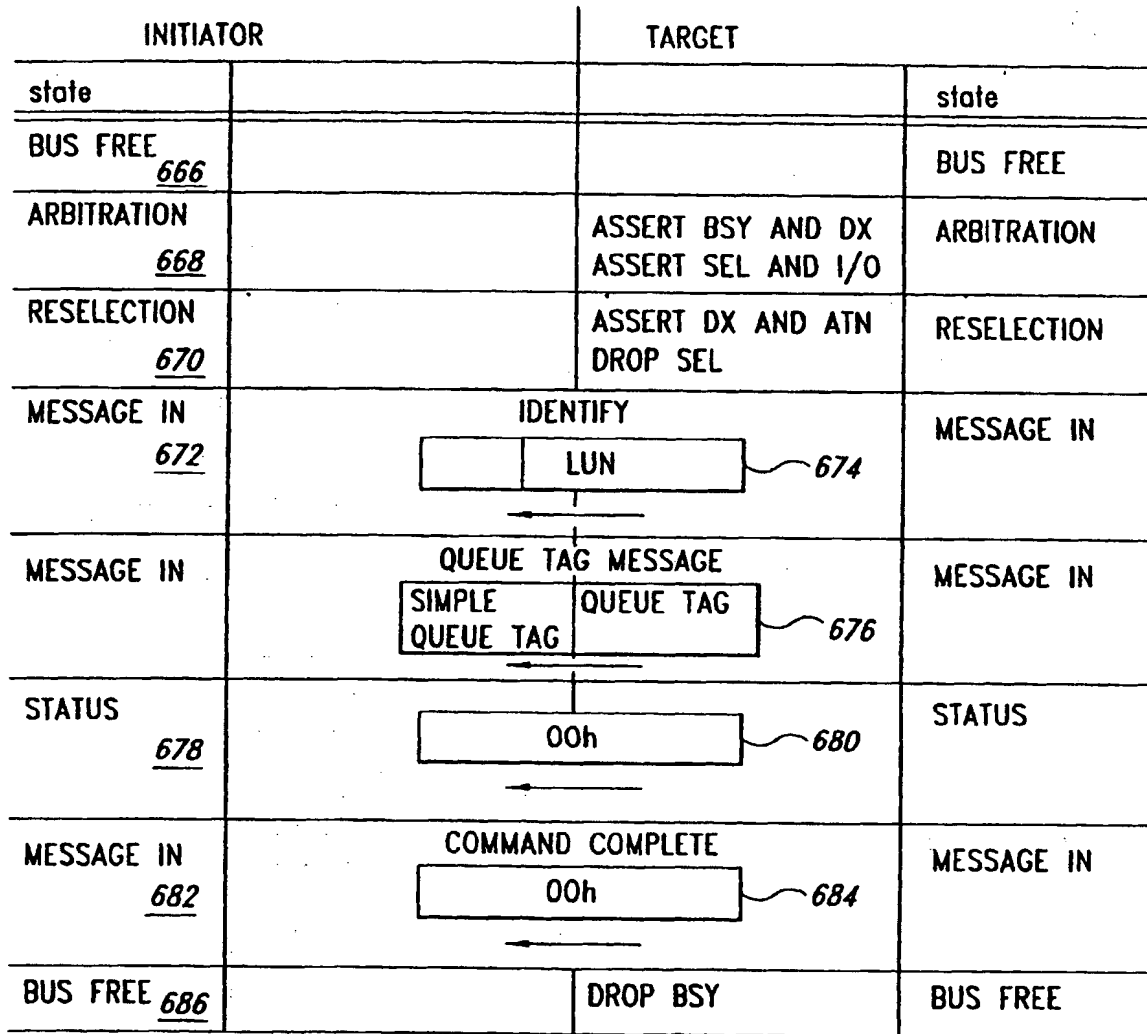 INITIATOR TARGET
state state
BUS FREE 666 BUS FREE
ARBITRATION ASSERT BSY AND DX ARBITRATION
668 ASSERT SEL AND I/O
RESELECTION ASSERT DX AND ATN RESELECTION
670 DROP SEL
MESSAGE IN IDENTIFY MESSAGE IN
672 LUN 674
MESSAGE IN QUEUE TAG MESSAGE MESSAGE IN
SIMPLE QUEUE TAG
QUEUE TAG 676
STATUS STATUS
678 00h 680
MESSAGE IN COMMAND COMPLETE MESSAGE IN
682 00h 684
BUS FREE 686 DROP BSY BUS FREE